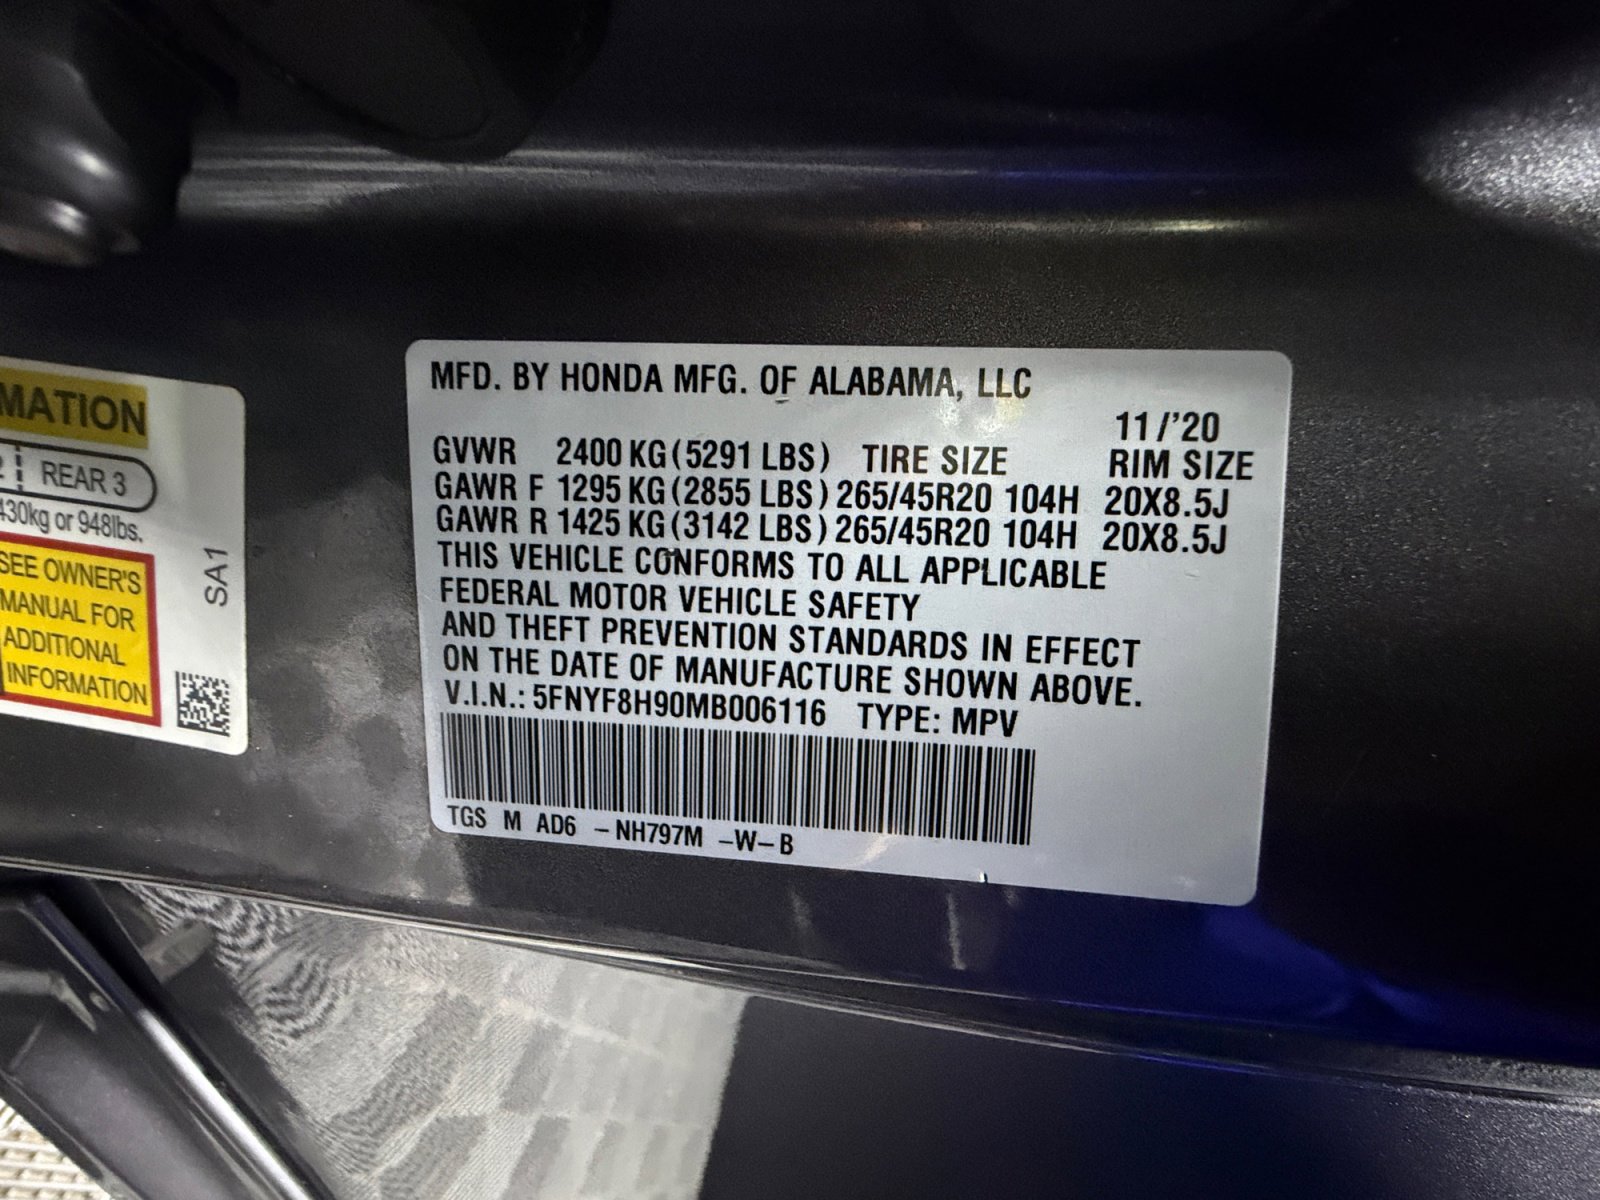 MATION
REAR 3
430kg or 948lbs.
SEE OWNER'S
MANUAL FOR
ADDITIONAL
INFORMATION
SA1
MFD. BY HONDA MFG. OF ALABAMA, LLC
11/'20
GVWR 2400 KG (5291 LBS) TIRE SIZE RIM SIZE
GAWR F 1295 KG (2855 LBS) 265/45R20 104H 20X8.5J
GAWR R 1425 KG (3142 LBS) 265/45R20 104H 20X8.5J
THIS VEHICLE CONFORMS TO ALL APPLICABLE
FEDERAL MOTOR VEHICLE SAFETY
AND THEFT PREVENTION STANDARDS IN EFFECT
ON THE DATE OF MANUFACTURE SHOWN ABOVE.
V.I.N.: 5FNYF8H90MB006116 TYPE: MPV
TGS M AD6 -NH797M -W-B